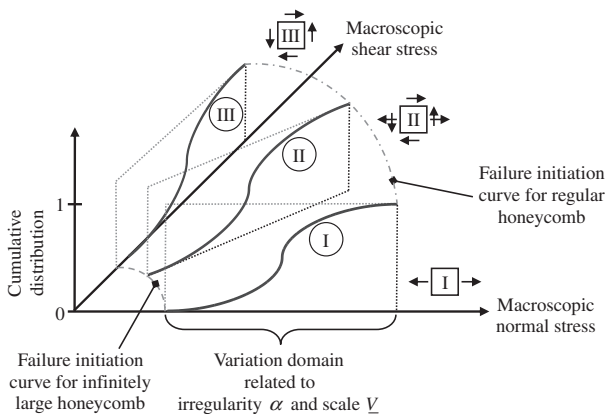 III
Macroscopic
shear stress
III
II
II
Failure initiation
curve for regular
honeycomb
1
Cumulative
distribution
I
I
0
Macroscopic
normal stress
Failure initiation
curve for infinitely
large honeycomb
Variation domain
related to
irregularity α and scale V